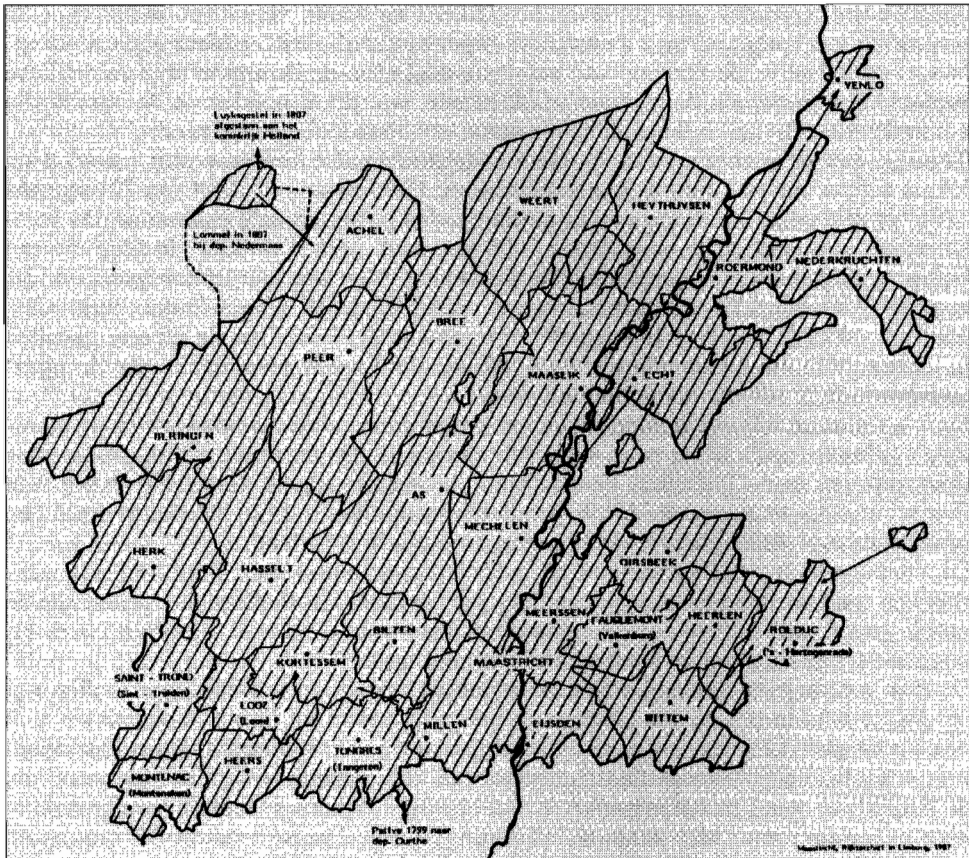 VENLO
Luyksgestel in 1807
afgestaan aan het
koninkrijk Holland
WEERT
HEYTHUYSEN
ACHEL
Lommel in 1807
bij dep. Nedermaas
ROERMOND
NEDERKRUCHTEN
BREE
PEER
MAASEIK
ECHT
BERINGEN
AS
MECHELEN
HERK
HASSELT
OIRSBEEK
MEERSSEN
FAUQUEMONT
(Valkenburg)
HEERLEN
ROLDUC
('s - Hertogenrade)
BILZEN
KORTESSEM
MAASTRICHT
SAINT - TROND
(Sint - Truiden)
LOOZ
(Loon)
MILLEN
EIJSDEN
WITTEM
TONGRES
(Tongeren)
HEERS
MONTENAC
(Montenaken)
1799 naar
dep. Ourthe
Maastricht, Rijksarchief in Limburg, 1987